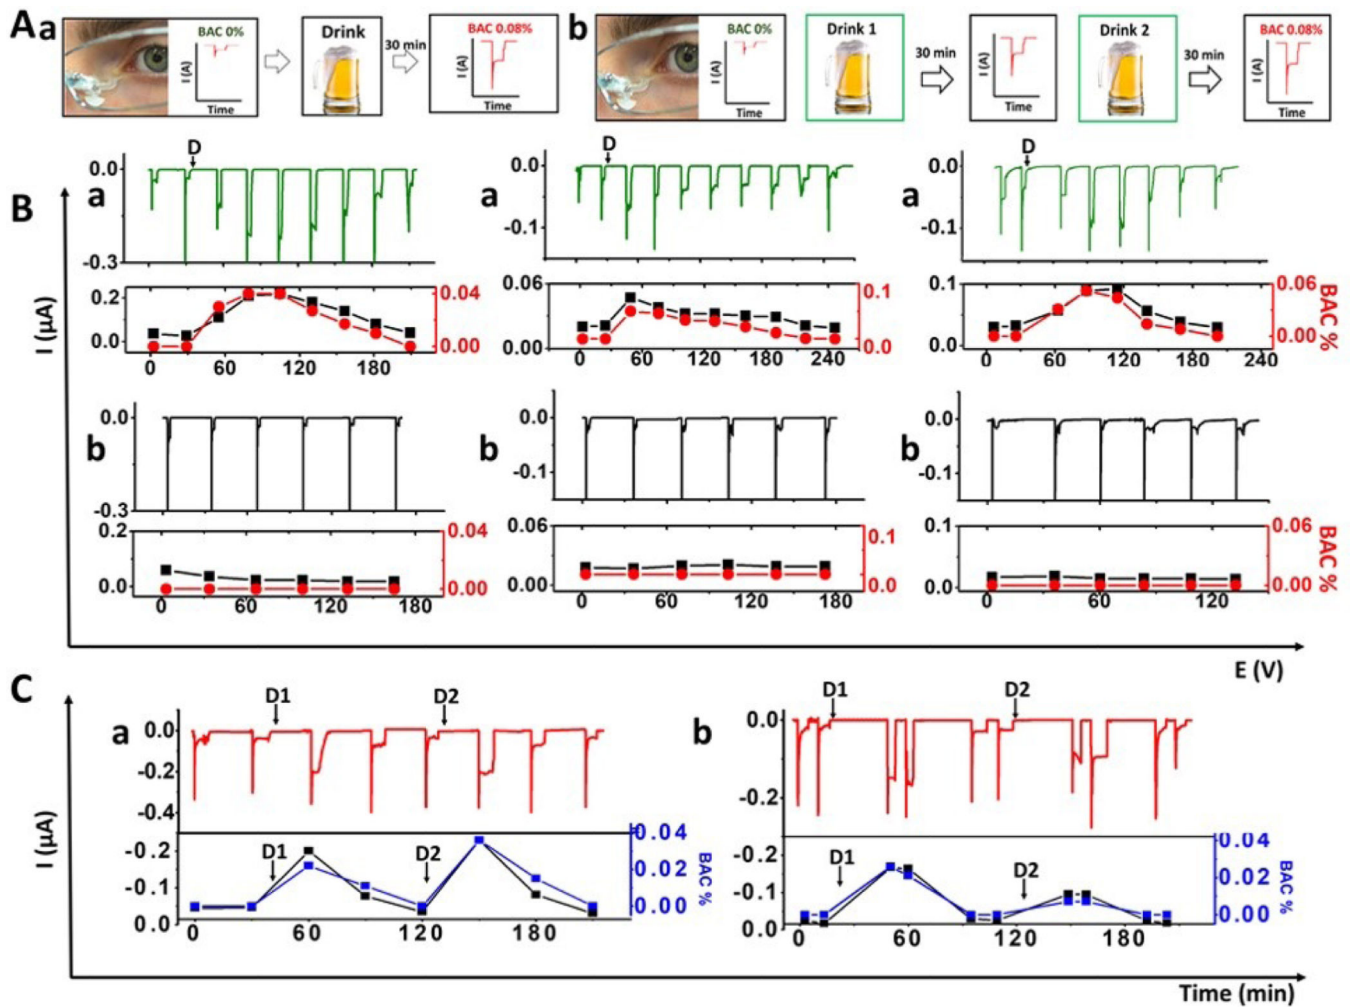 Aa
BAC 0%
I (A)
Time
Drink
30 min
BAC 0.08%
I (A)
Time
b
BAC 0%
I (A)
Time
Drink 1
30 min
I (A)
Time
Drink 2
30 min
BAC 0.08%
I (A)
Time
B
I (μA)
a
D
0.0
-0.3
0.2
0.0
0.04
0.00
0 60 120 180
a
D
0.0
-0.1
0.06
0.00
0.1
0.0
0 60 120 180 240
a
D
0.0
-0.1
0.1
0.0
0.06
0.00
BAC %
0 60 120 180 240
b
0.0
-0.3
0.2
0.0
0.04
0.00
0 60 120 180
b
0.0
-0.1
0.06
0.00
0.1
0.0
0 60 120 180
b
0.0
-0.1
0.1
0.0
0.06
0.00
BAC %
0 60 120
E (V)
C
I (μA)
a
D1 D2
0.0
-0.2
-0.4
D1 D2
-0.2
-0.1
0.0
0.04
0.02
0.00
BAC %
0 60 120 180
b
D1 D2
0.0
-0.2
D1 D2
-0.2
-0.1
0.0
0.04
0.02
0.00
BAC %
0 60 120 180
Time (min)